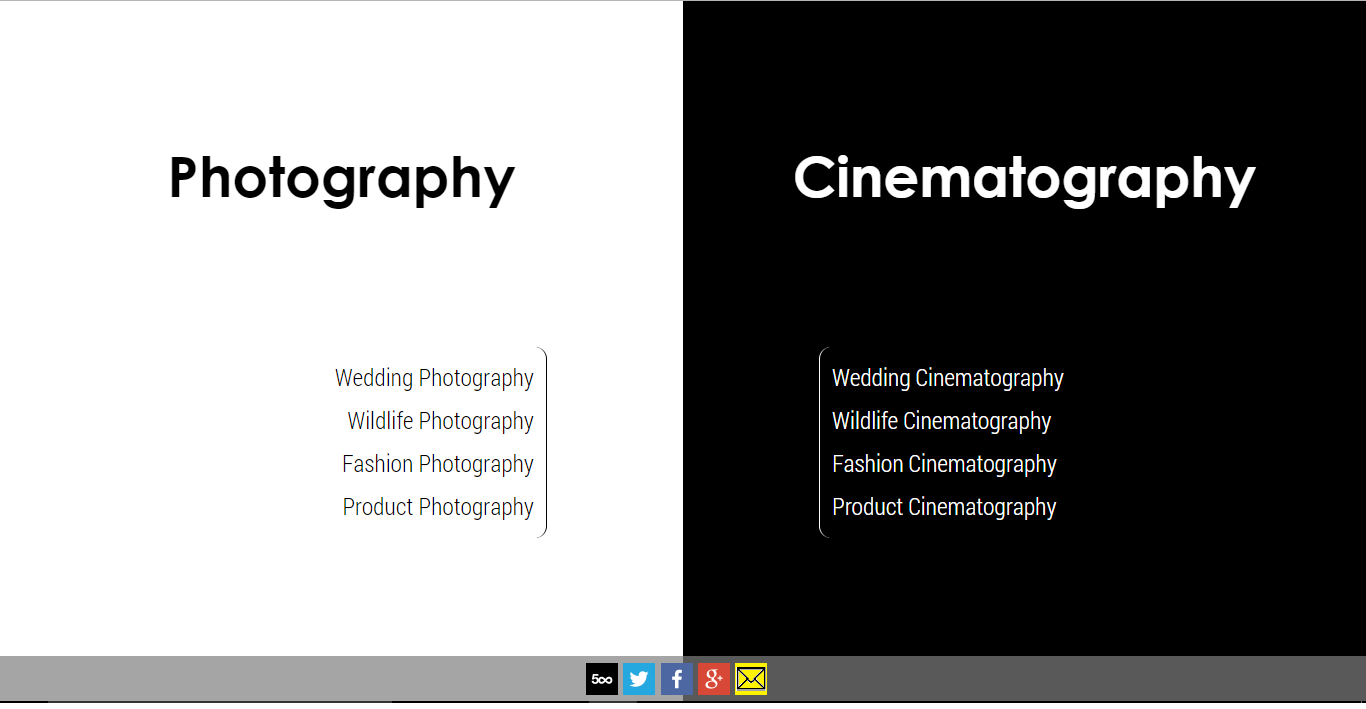 Photography
Wedding Photography
Wildlife Photography
Fashion Photography
Product Photography
Cinematography
Wedding Cinematography
Wildlife Cinematography
Fashion Cinematography
Product Cinematography
500
f
g+